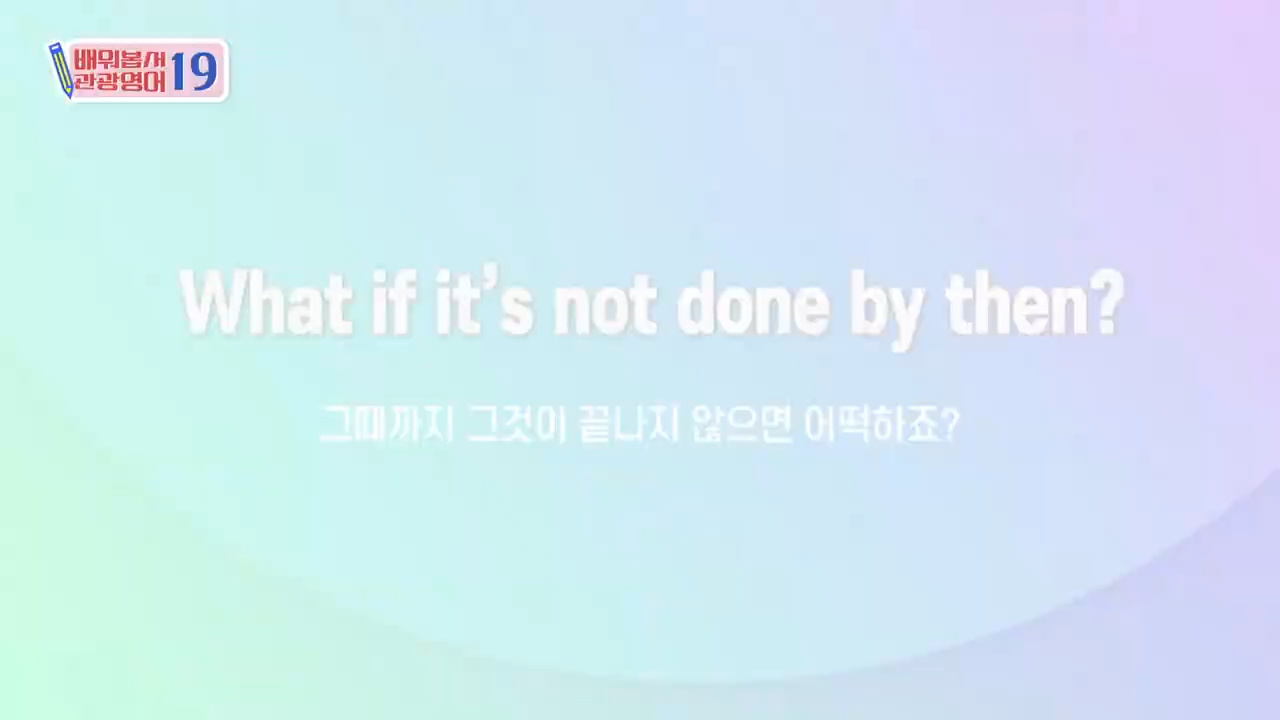 배워봅서
관광영어 19
What if it's not done by then?
그때까지 그것이 끝나지 않으면 어떡하죠?